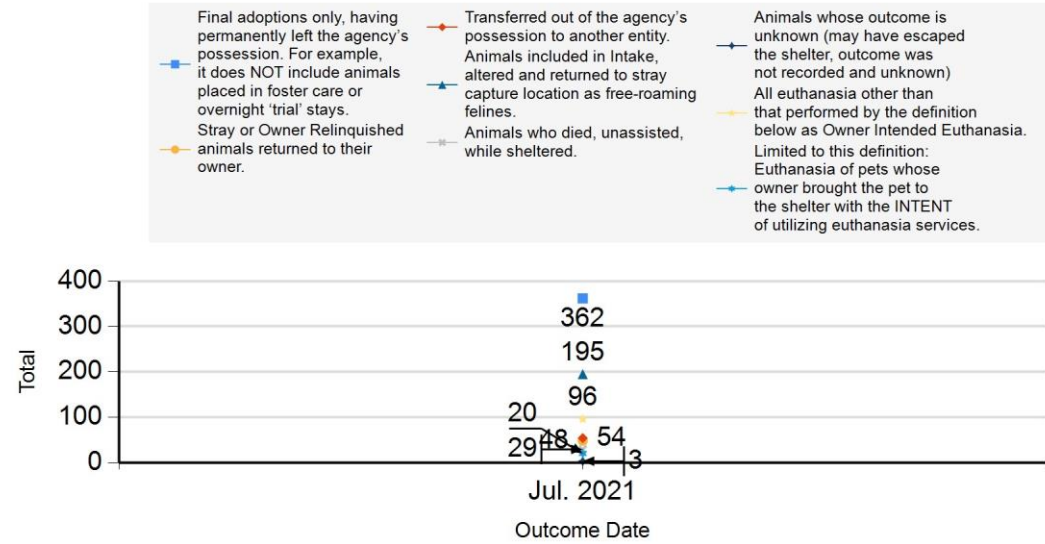 Final adoptions only, having
permanently left the agency's
possession. For example,
it does NOT include animals
placed in foster care or
overnight ‘trial’ stays.
Stray or Owner Relinquished
animals returned to their
owner.
Transferred out of the agency’s
possession to another entity.
Animals included in Intake,
altered and returned to stray
capture location as free-roaming
felines.
Animals who died, unassisted,
while sheltered.
Animals whose outcome is
unknown (may have escaped
the shelter, outcome was
not recorded and unknown)
All euthanasia other than
that performed by the definition
below as Owner Intended Euthanasia.
Limited to this definition:
Euthanasia of pets whose
owner brought the pet to
the shelter with the INTENT
of utilizing euthanasia services.
400
300
200
100
0
Total
362
195
96
20
48
54
29
3
Jul. 2021
Outcome Date